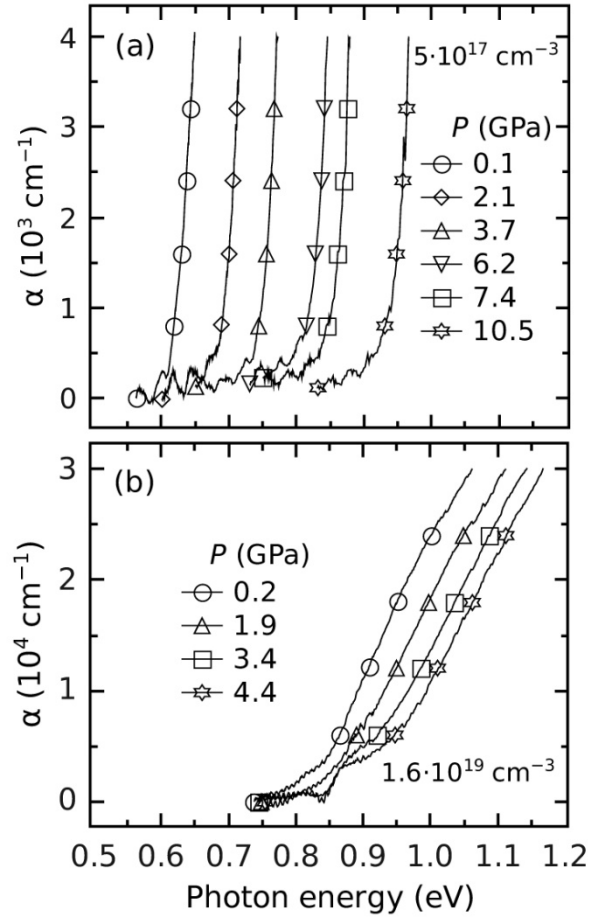 (a)
5·10¹⁷ cm⁻³
P (GPa)
0.1
2.1
3.7
6.2
7.4
10.5
4
3
2
1
0
α (10³ cm⁻¹)
(b)
P (GPa)
0.2
1.9
3.4
4.4
1.6·10¹⁹ cm⁻³
3
2
1
0
α (10⁴ cm⁻¹)
0.5 0.6 0.7 0.8 0.9 1.0 1.1 1.2
Photon energy (eV)